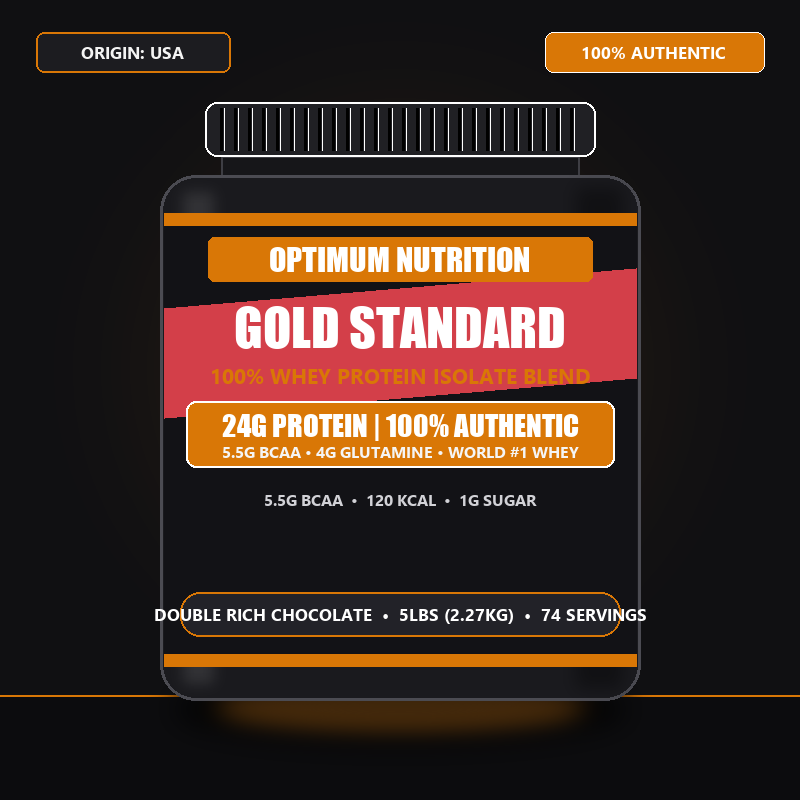 ORIGIN: USA
100% AUTHENTIC
OPTIMUM NUTRITION
GOLD STANDARD
100% WHEY PROTEIN ISOLATE BLEND
24G PROTEIN | 100% AUTHENTIC
5.5G BCAA • 4G GLUTAMINE • WORLD #1 WHEY
5.5G BCAA • 120 KCAL • 1G SUGAR
DOUBLE RICH CHOCOLATE • 5LBS (2.27KG) • 74 SERVINGS